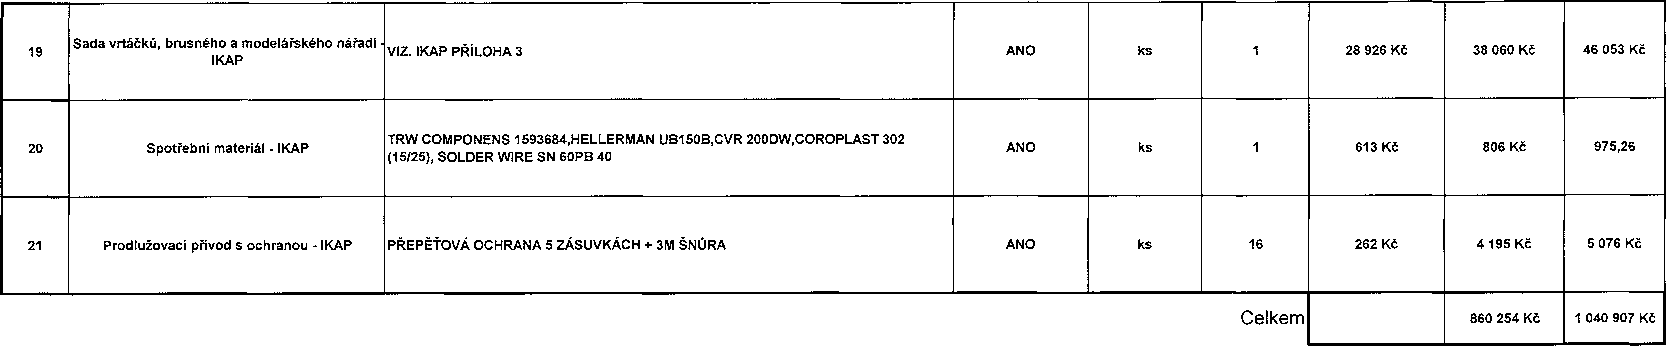 19 Sada vrtáčků, brusného a modelářského nářadí - IKAP VIZ. IKAP PŘÍLOHA 3 ANO ks 1 28 926 Kč 38 060 Kč 46 053 Kč
20 Spotřební materiál - IKAP TRW COMPONENS 1593684,HELLERMAN UB150B,CVR 200DW,COROPLAST 302 (15/25), SOLDER WIRE SN 60PB 40 ANO ks 1 613 Kč 806 Kč 975,26
21 Prodlužovací přívod s ochranou - IKAP PŘEPĚŤOVÁ OCHRANA 5 ZÁSUVKÁCH + 3M ŠNŮRA ANO ks 16 262 Kč 4 195 Kč 5 076 Kč
Celkem 860 254 Kč 1 040 907 Kč